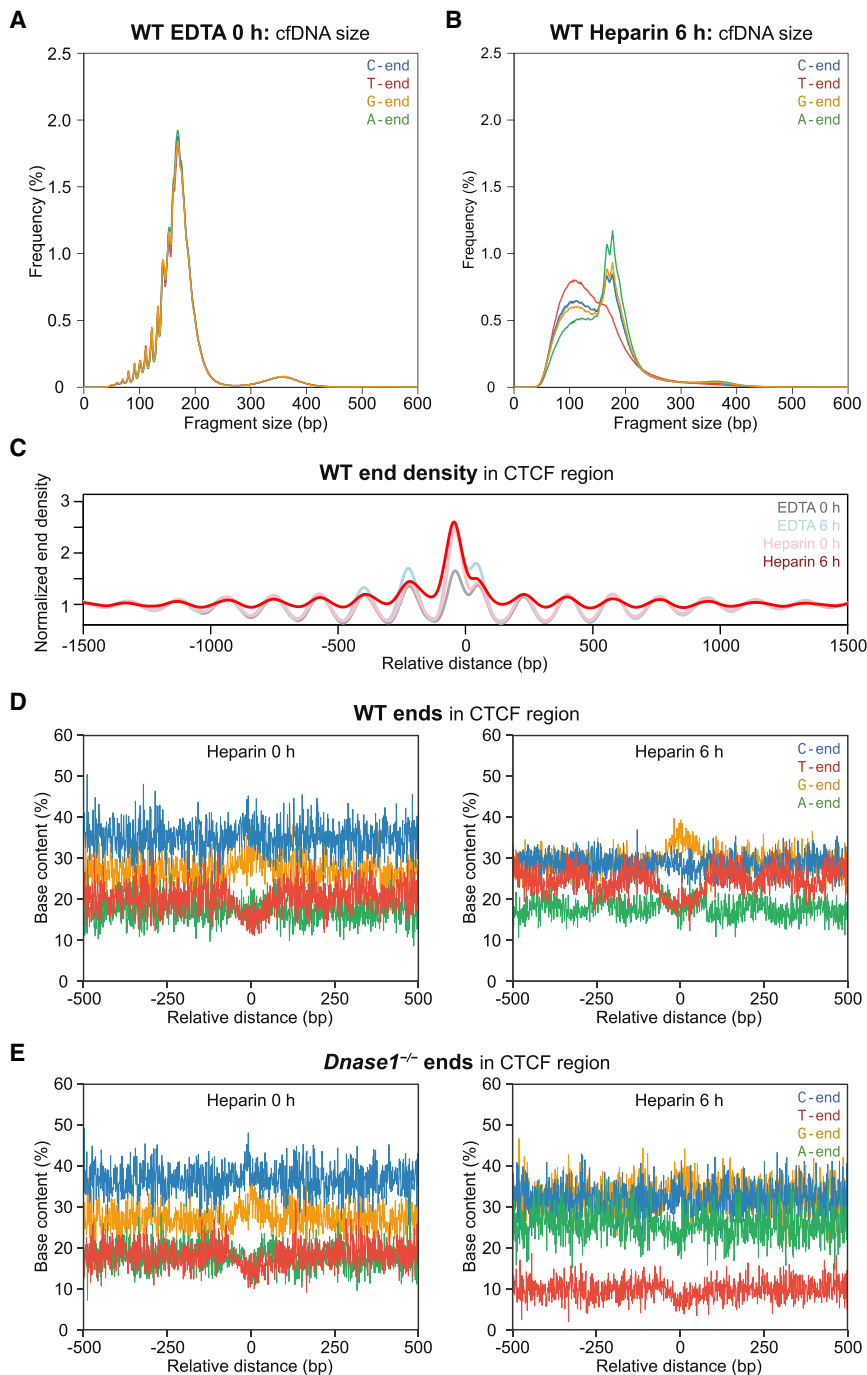 A
WT EDTA 0 h: cfDNA size
2.5
2.0
1.5
1.0
0.5
0
Frequency (%)
C-end
T-end
G-end
A-end
0 100 200 300 400 500 600
Fragment size (bp)
B
WT Heparin 6 h: cfDNA size
2.5
2.0
1.5
1.0
0.5
0
Frequency (%)
C-end
T-end
G-end
A-end
0 100 200 300 400 500 600
Fragment size (bp)
C
WT end density in CTCF region
3
2
1
Normalized end density
EDTA 0 h
EDTA 6 h
Heparin 0 h
Heparin 6 h
-1500 -1000 -500 0 500 1000 1500
Relative distance (bp)
D
WT ends in CTCF region
Heparin 0 h
60
50
40
30
20
10
0
Base content (%)
-500 -250 0 250 500
Relative distance (bp)
Heparin 6 h
C-end
T-end
G-end
A-end
60
50
40
30
20
10
0
Base content (%)
-500 -250 0 250 500
Relative distance (bp)
E
Dnase1⁻/⁻ ends in CTCF region
Heparin 0 h
60
50
40
30
20
10
0
Base content (%)
-500 -250 0 250 500
Relative distance (bp)
Heparin 6 h
C-end
T-end
G-end
A-end
60
50
40
30
20
10
0
Base content (%)
-500 -250 0 250 500
Relative distance (bp)